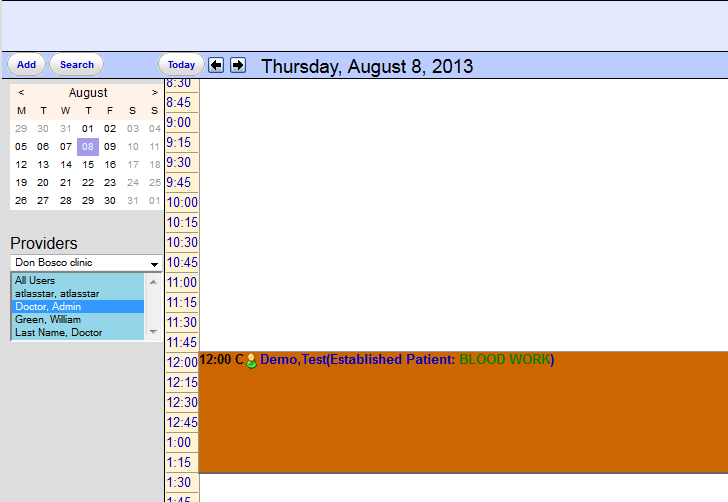 Add Search Today Thursday, August 8, 2013
< August >
M T W T F S S
29 30 31 01 02 03 04
05 06 07 08 09 10 11
12 13 14 15 16 17 18
19 20 21 22 23 24 25
26 27 28 29 30 31 01
Providers
Don Bosco clinic
All Users
atlasstar, atlasstar
Doctor, Admin
Green, William
Last Name, Doctor
8:30
8:45
9:00
9:15
9:30
9:45
10:00
10:15
10:30
10:45
11:00
11:15
11:30
11:45
12:00 12:00 C Demo,Test(Established Patient: BLOOD WORK)
12:15
12:30
12:45
1:00
1:15
1:30
1:45